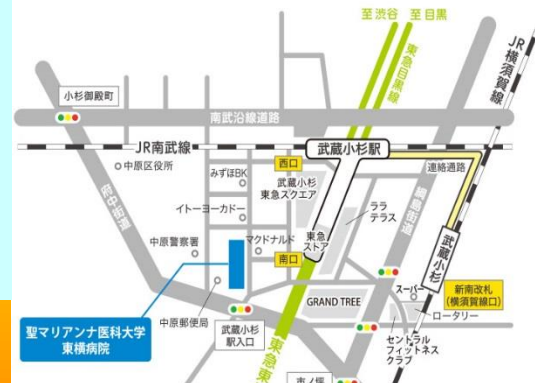 至渋谷
至目黒
東急目黒線
JR横須賀線
小杉御殿町
南武沿線道路
JR南武線
武蔵小杉駅
西口
連絡通路
中原区役所
みずほBK
武蔵小杉
東急スクエア
イトーヨーカドー
府中街道
ララ
テラス
綱島街道
武蔵小杉
中原警察署
マクドナルド
東急
ストア
南口
スーパー
新南改札
(横須賀線口)
GRAND TREE
ロータリー
聖マリアンナ医科大学
東横病院
中原郵便局
武蔵小杉
駅入口
セントラル
フィットネス
クラブ
東急東
市ノ坪